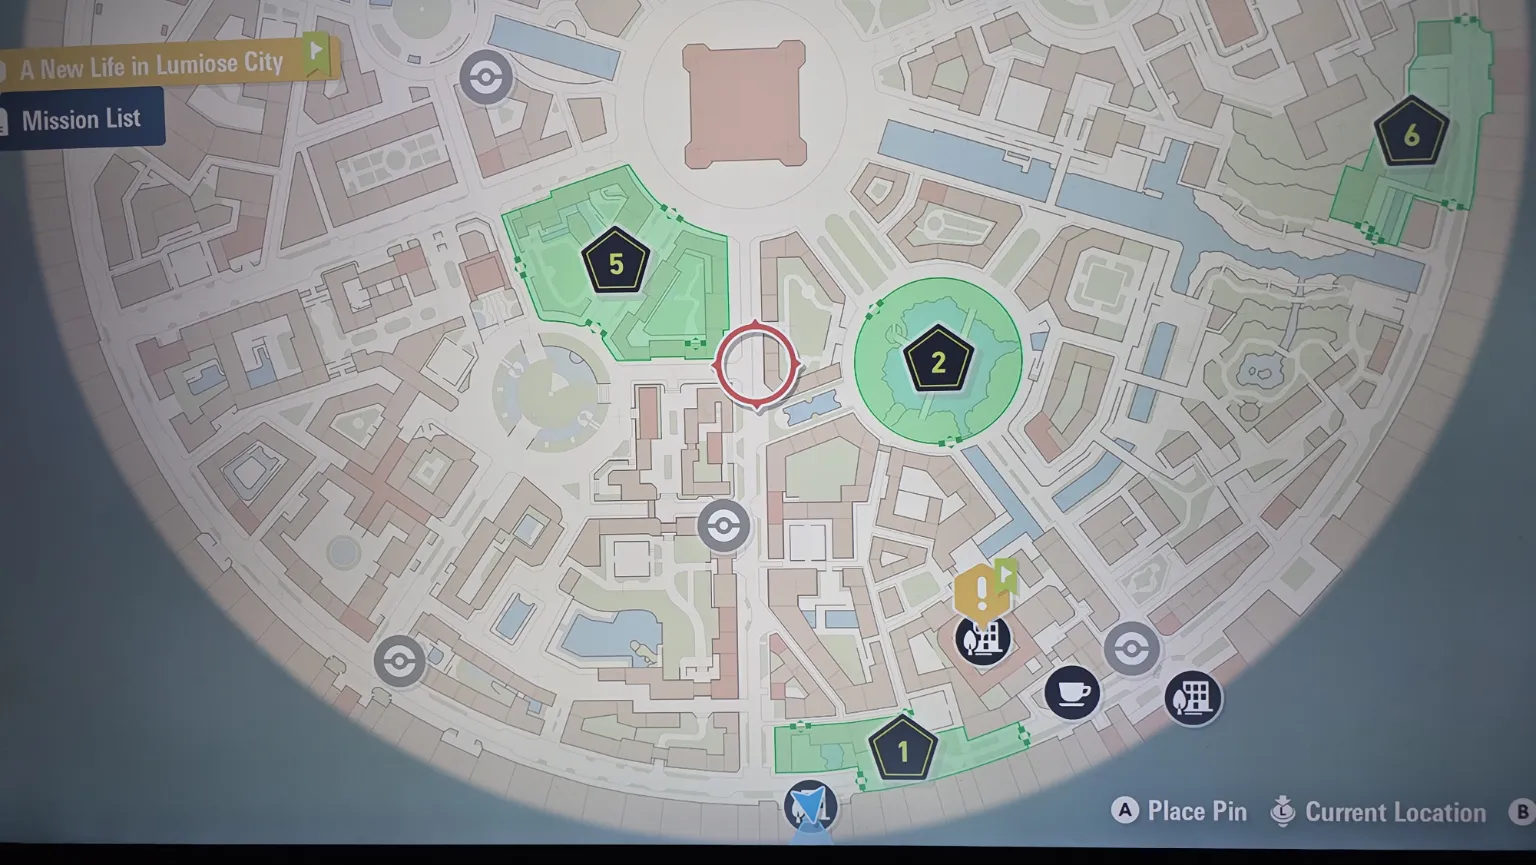 A New Life in Lumiose City
Mission List
6
5
2
1
A Place Pin
L Current Location
B